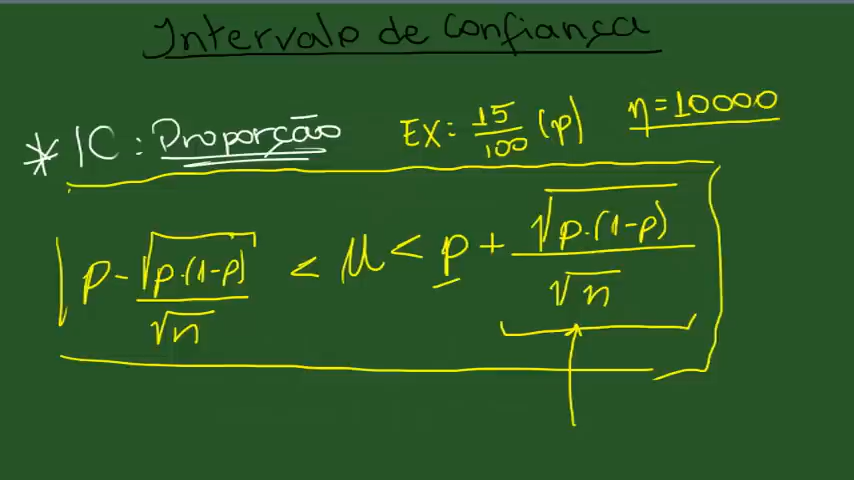 Intervalo de confiança
* IC: Proporção EX: 15/100 (p) n=10000
p - √p.(1-p)/√n < μ < p + √p.(1-p)/√n